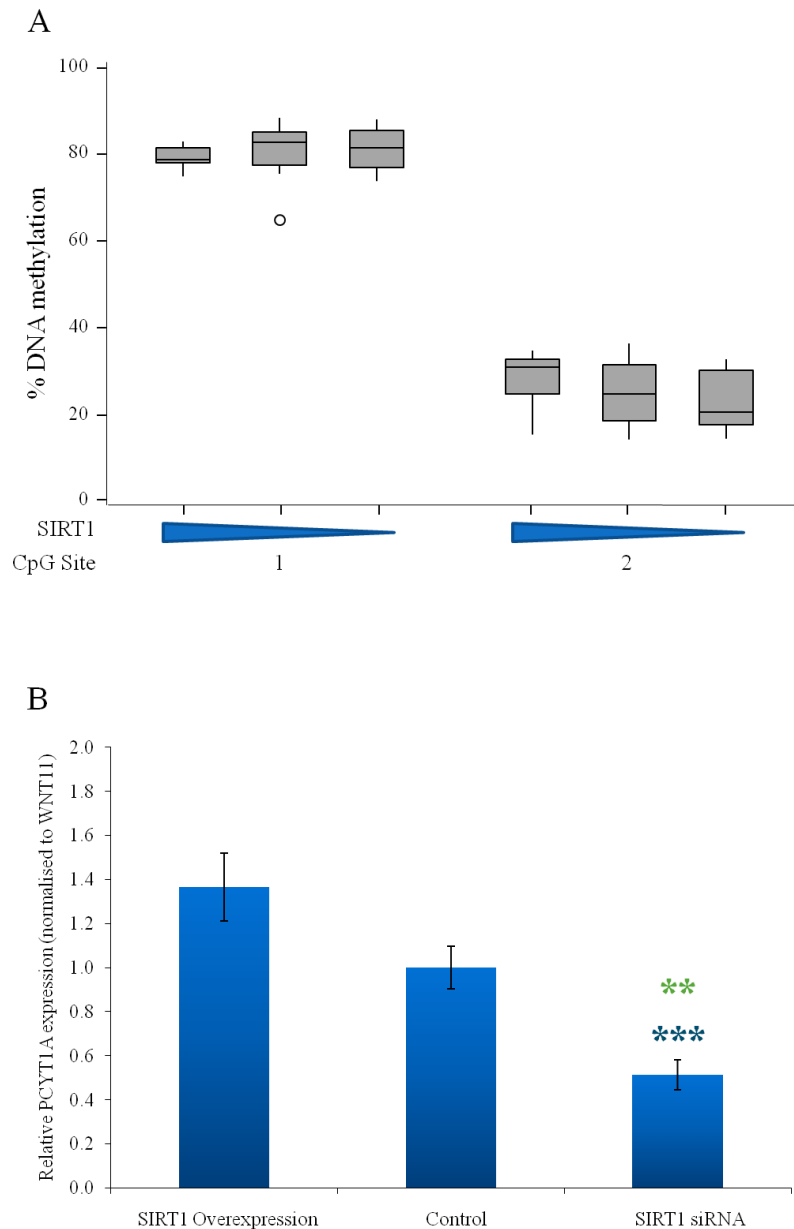 A
100
80
60
40
30
20
0
% DNA methylation
SIRT1
CpG Site
1
2
B
2.0
1.8
1.6
1.4
1.2
1.0
0.8
0.6
0.4
0.2
0.0
Relative PCYT1A expression (normalised to WNT11)
**
***
SIRT1 Overexpression
Control
SIRT1 siRNA